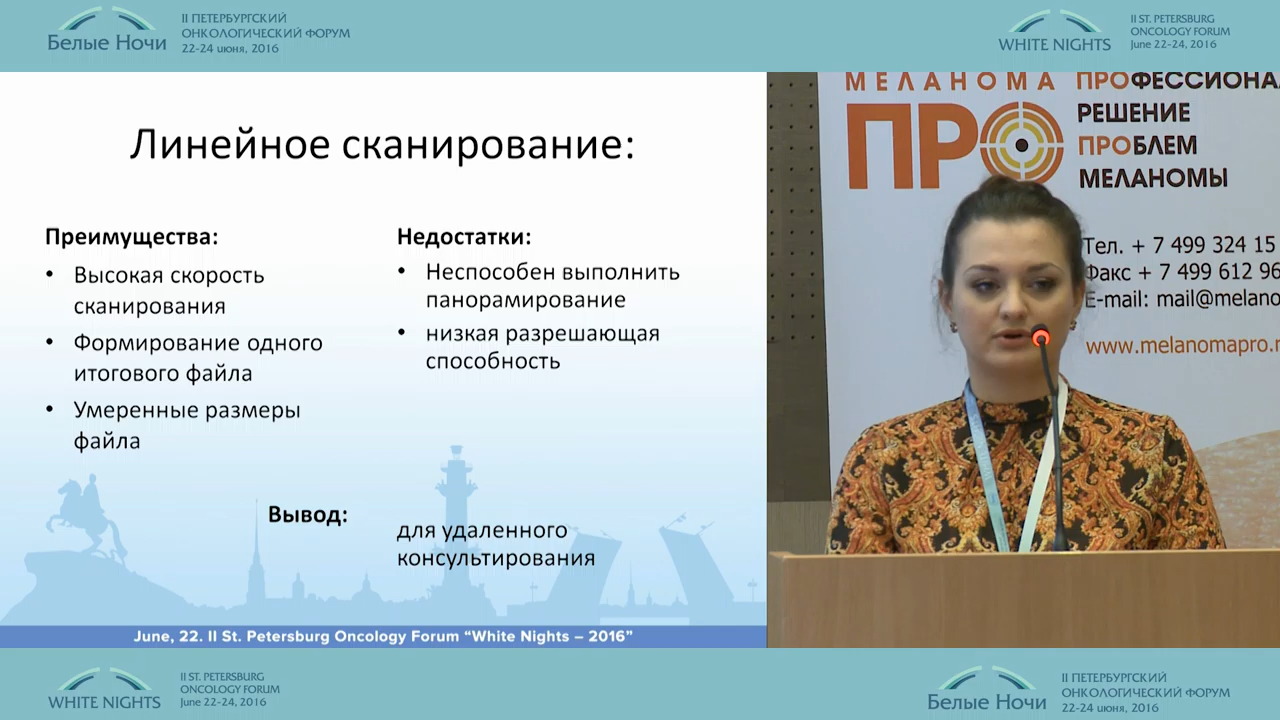 Белые Ночи
II ПЕТЕРБУРГСКИЙ
ОНКОЛОГИЧЕСКИЙ ФОРУМ
22-24 июня, 2016
WHITE NIGHTS
II ST. PETERSBURG
ONCOLOGY FORUM
June 22-24, 2016
Линейное сканирование:
Преимущества:
• Высокая скорость
сканирования
• Формирование одного
итогового файла
• Умеренные размеры
файла
Недостатки:
• Неспособен выполнить
панорамирование
• низкая разрешающая
способность
Вывод:
для удаленного
консультирования
June, 22. II St. Petersburg Oncology Forum “White Nights – 2016”
МЕЛАНОМА
ПРО
ПРОФЕССИОНА
РЕШЕНИЕ
ПРОБЛЕМ
МЕЛАНОМЫ
Тел. + 7 499 324 15
Факс + 7 499 612 96
E-mail: mail@melano
www.melanomapro.r
WHITE NIGHTS
II ST. PETERSBURG
ONCOLOGY FORUM
June 22-24, 2016
Белые Ночи
II ПЕТЕРБУРГСКИЙ
ОНКОЛОГИЧЕСКИЙ ФОРУМ
22-24 июня, 2016